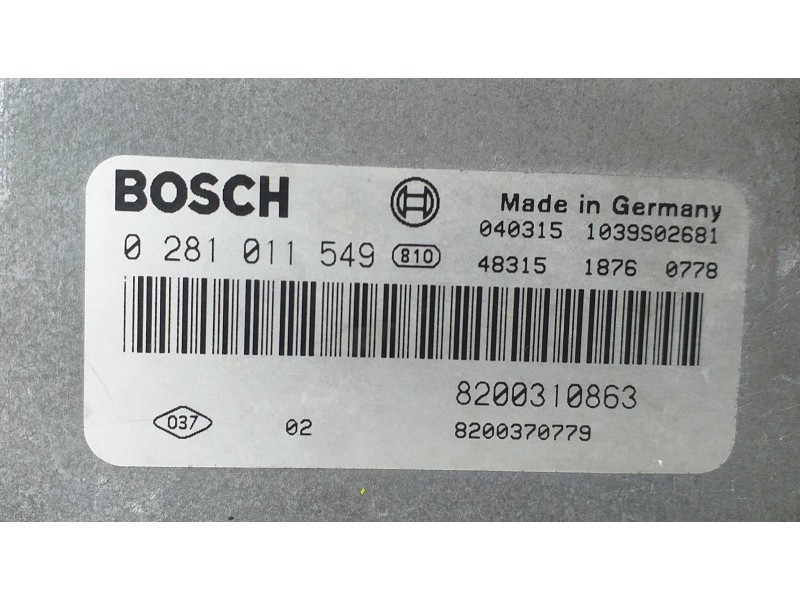 BOSCH
Made in Germany
040315 1039S02681
0 281 011 549 810
48315 1876 0778
8200310863
037 02 8200370779